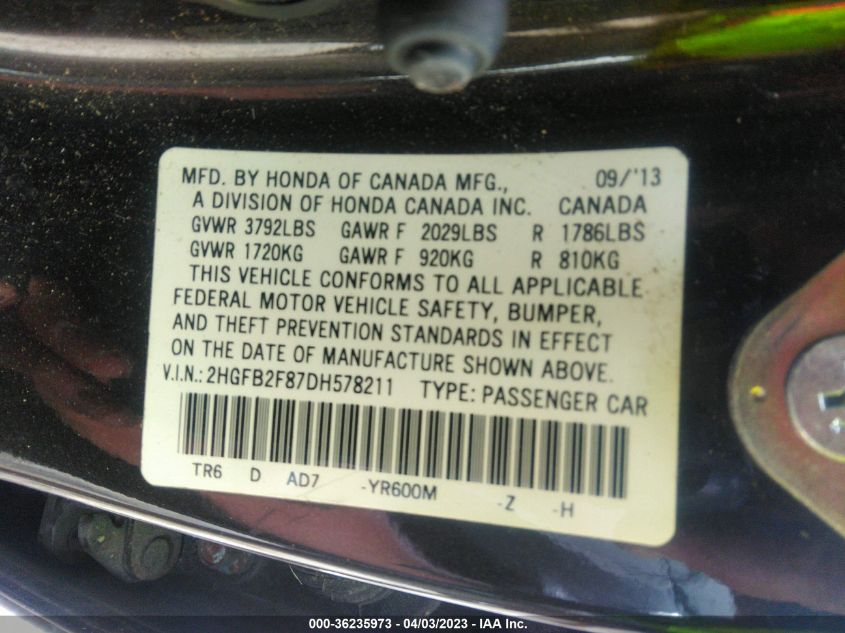 MFD. BY HONDA OF CANADA MFG., 09/'13
A DIVISION OF HONDA CANADA INC. CANADA
GVWR 3792LBS GAWR F 2029LBS R 1786LBS
GVWR 1720KG GAWR F 920KG R 810KG
THIS VEHICLE CONFORMS TO ALL APPLICABLE
FEDERAL MOTOR VEHICLE SAFETY, BUMPER,
AND THEFT PREVENTION STANDARDS IN EFFECT
ON THE DATE OF MANUFACTURE SHOWN ABOVE.
V.I.N.: 2HGFB2F87DH578211 TYPE: PASSENGER CAR
TR6 D AD7 -YR600M -Z -H
000-36235973 - 04/03/2023 - IAA Inc.